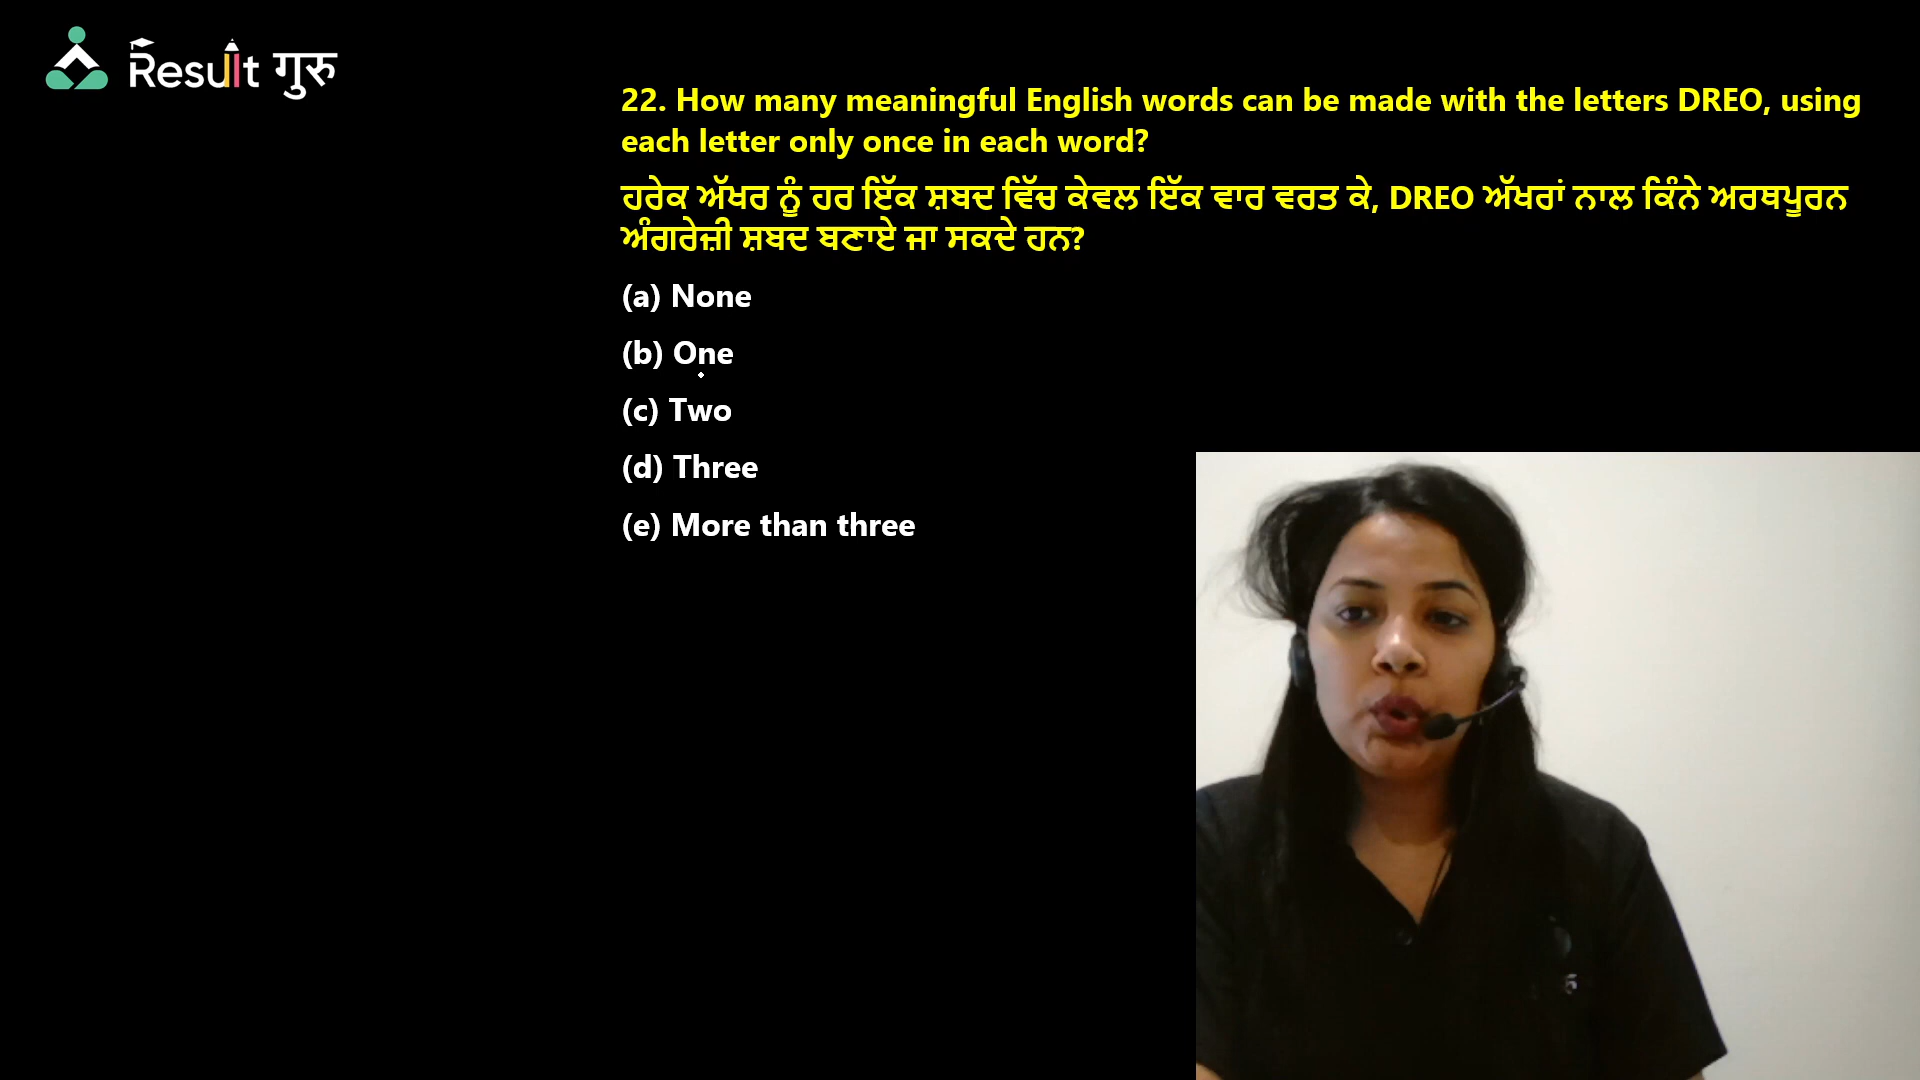 Result गुरु
22. How many meaningful English words can be made with the letters DREO, using
each letter only once in each word?
ਹਰੇਕ ਅੱਖਰ ਨੂੰ ਹਰ ਇੱਕ ਸ਼ਬਦ ਵਿੱਚ ਕੇਵਲ ਇੱਕ ਵਾਰ ਵਰਤ ਕੇ, DREO ਅੱਖਰਾਂ ਨਾਲ ਕਿੰਨੇ ਅਰਥਪੂਰਨ
ਅੰਗਰੇਜ਼ੀ ਸ਼ਬਦ ਬਣਾਏ ਜਾ ਸਕਦੇ ਹਨ?
(a) None
(b) One
(c) Two
(d) Three
(e) More than three